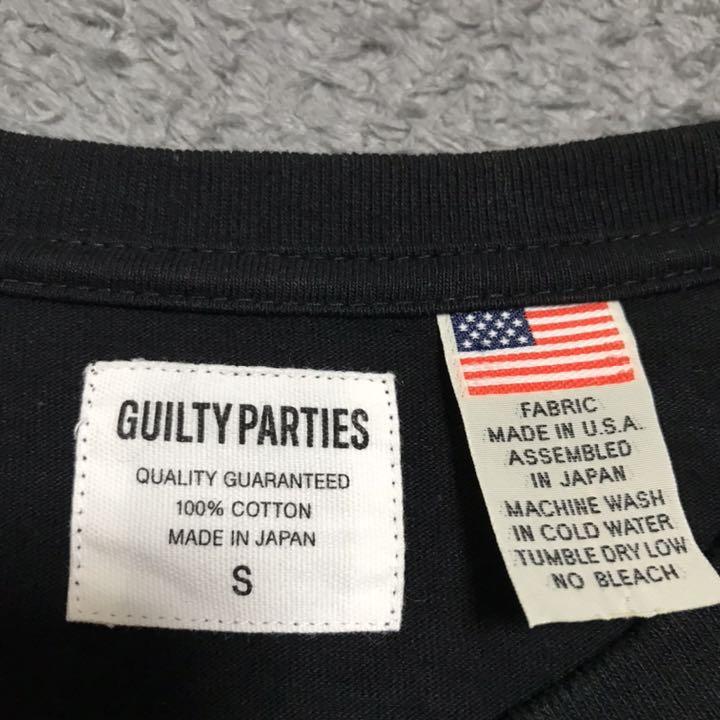 GUILTY PARTIES
QUALITY GUARANTEED
100% COTTON
MADE IN JAPAN
S
FABRIC
MADE IN U.S.A.
ASSEMBLED
IN JAPAN
MACHINE WASH
IN COLD WATER
TUMBLE DRY LOW
NO BLEACH